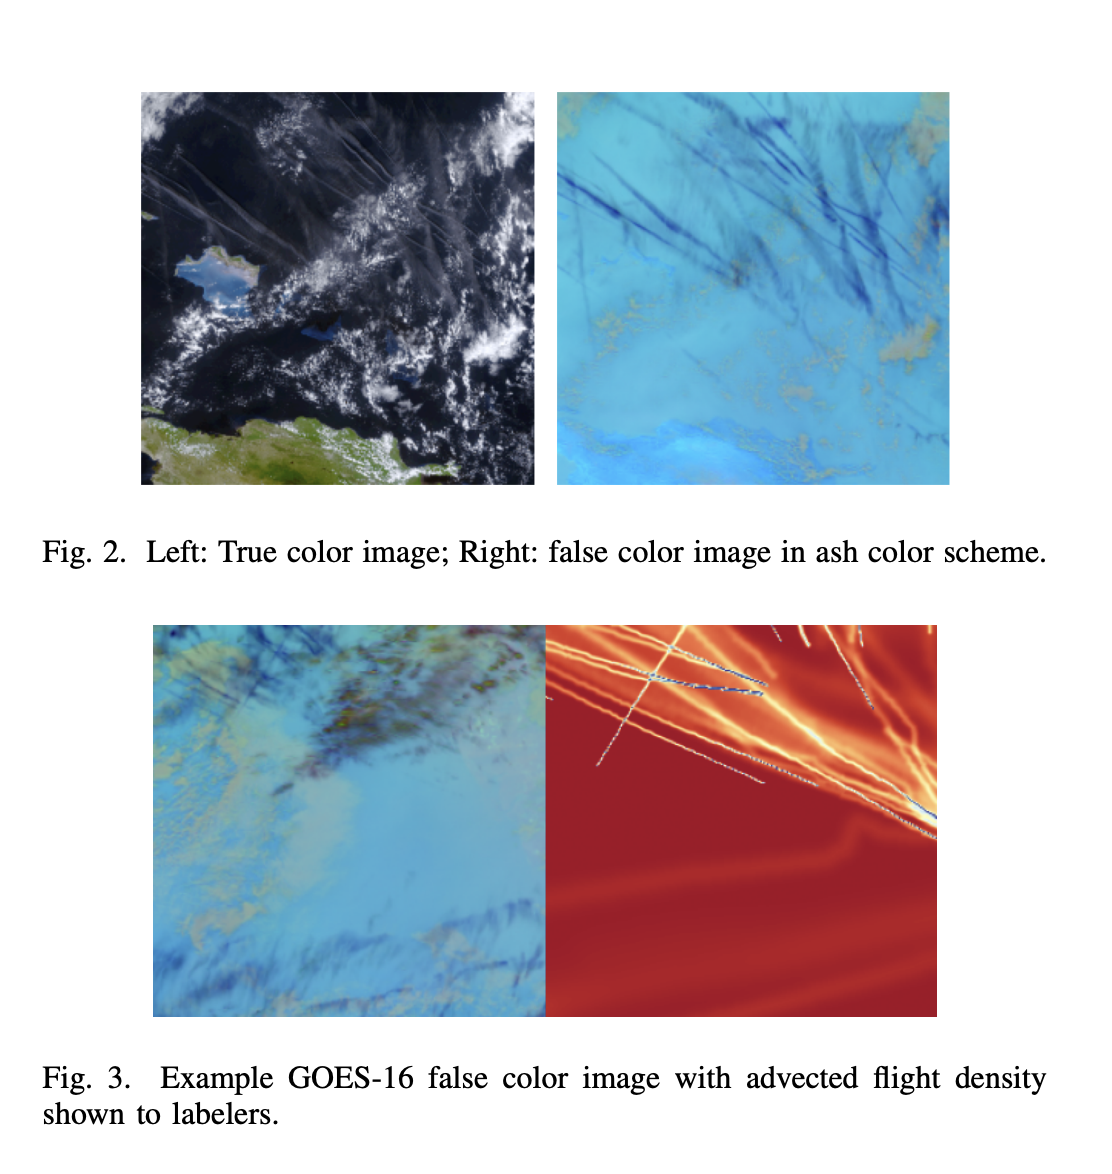 Fig. 2. Left: True color image; Right: false color image in ash color scheme.
Fig. 3. Example GOES-16 false color image with advected flight density
shown to labelers.